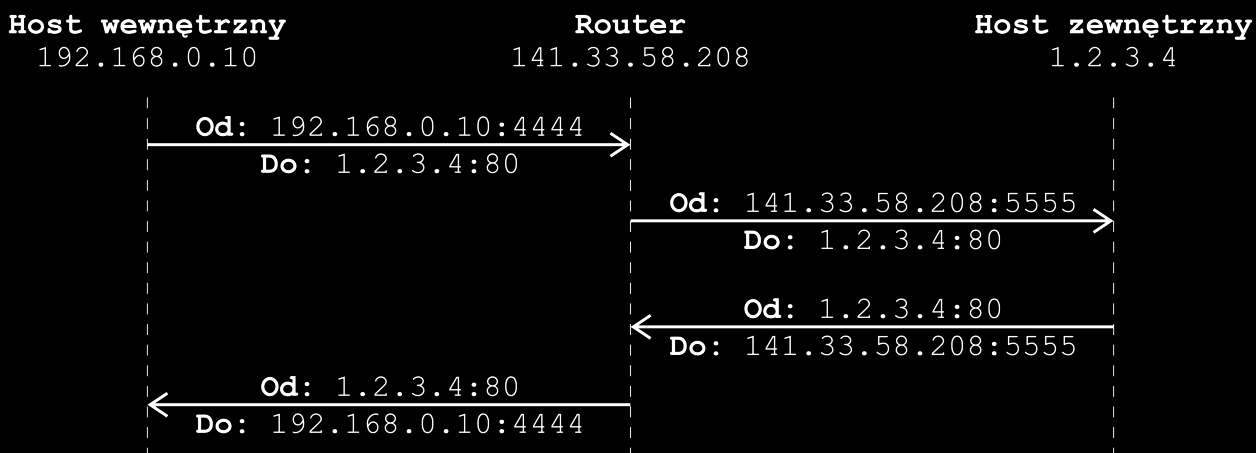 Host wewnętrzny Router Host zewnętrzny
192.168.0.10 141.33.58.208 1.2.3.4
Od: 192.168.0.10:4444
Do: 1.2.3.4:80
Od: 141.33.58.208:5555
Do: 1.2.3.4:80
Od: 1.2.3.4:80
Do: 141.33.58.208:5555
Od: 1.2.3.4:80
Do: 192.168.0.10:4444